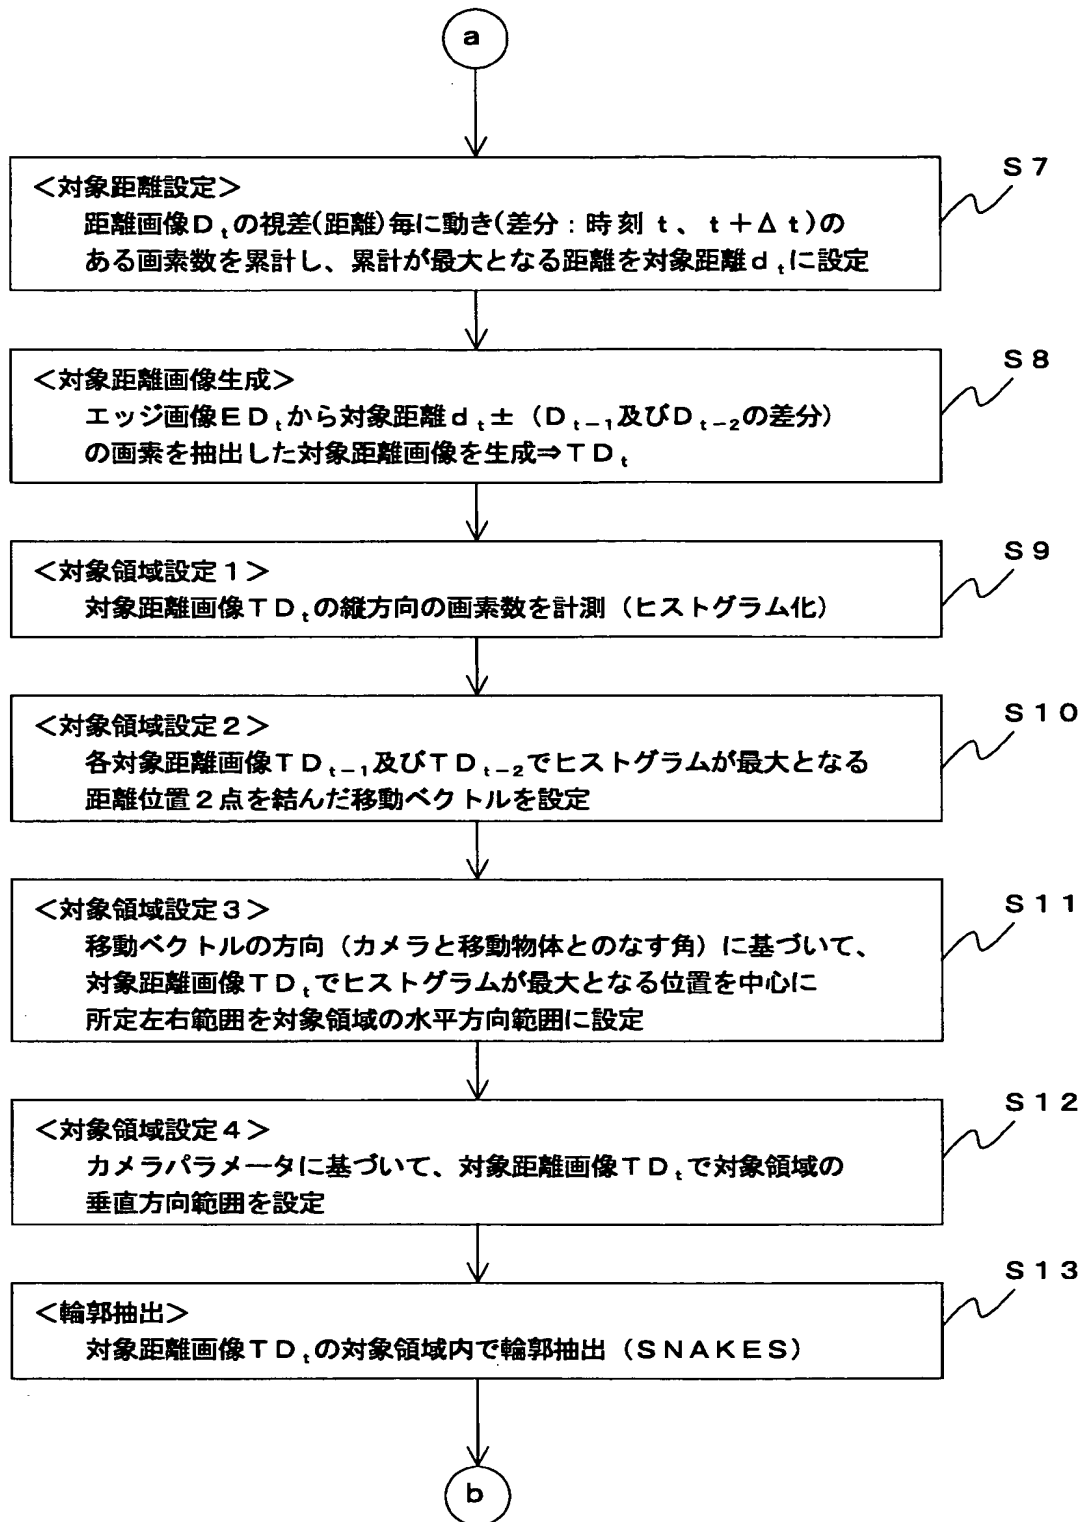 a
S7
<対象距離設定>
距離画像Dₜの視差(距離)毎に動き(差分:時刻 t、t+Δt)の
ある画素数を累計し、累計が最大となる距離を対象距離dₜに設定
S8
<対象距離画像生成>
エッジ画像EDₜから対象距離dₜ±(Dₜ₋₁及びDₜ₋₂の差分)
の画素を抽出した対象距離画像を生成⇒TDₜ
S9
<対象領域設定1>
対象距離画像TDₜの縦方向の画素数を計測(ヒストグラム化)
S10
<対象領域設定2>
各対象距離画像TDₜ₋₁及びTDₜ₋₂でヒストグラムが最大となる
距離位置2点を結んだ移動ベクトルを設定
S11
<対象領域設定3>
移動ベクトルの方向(カメラと移動物体とのなす角)に基づいて、
対象距離画像TDₜでヒストグラムが最大となる位置を中心に
所定左右範囲を対象領域の水平方向範囲に設定
S12
<対象領域設定4>
カメラパラメータに基づいて、対象距離画像TDₜで対象領域の
垂直方向範囲を設定
S13
<輪郭抽出>
対象距離画像TDₜの対象領域内で輪郭抽出(SNAKES)
b